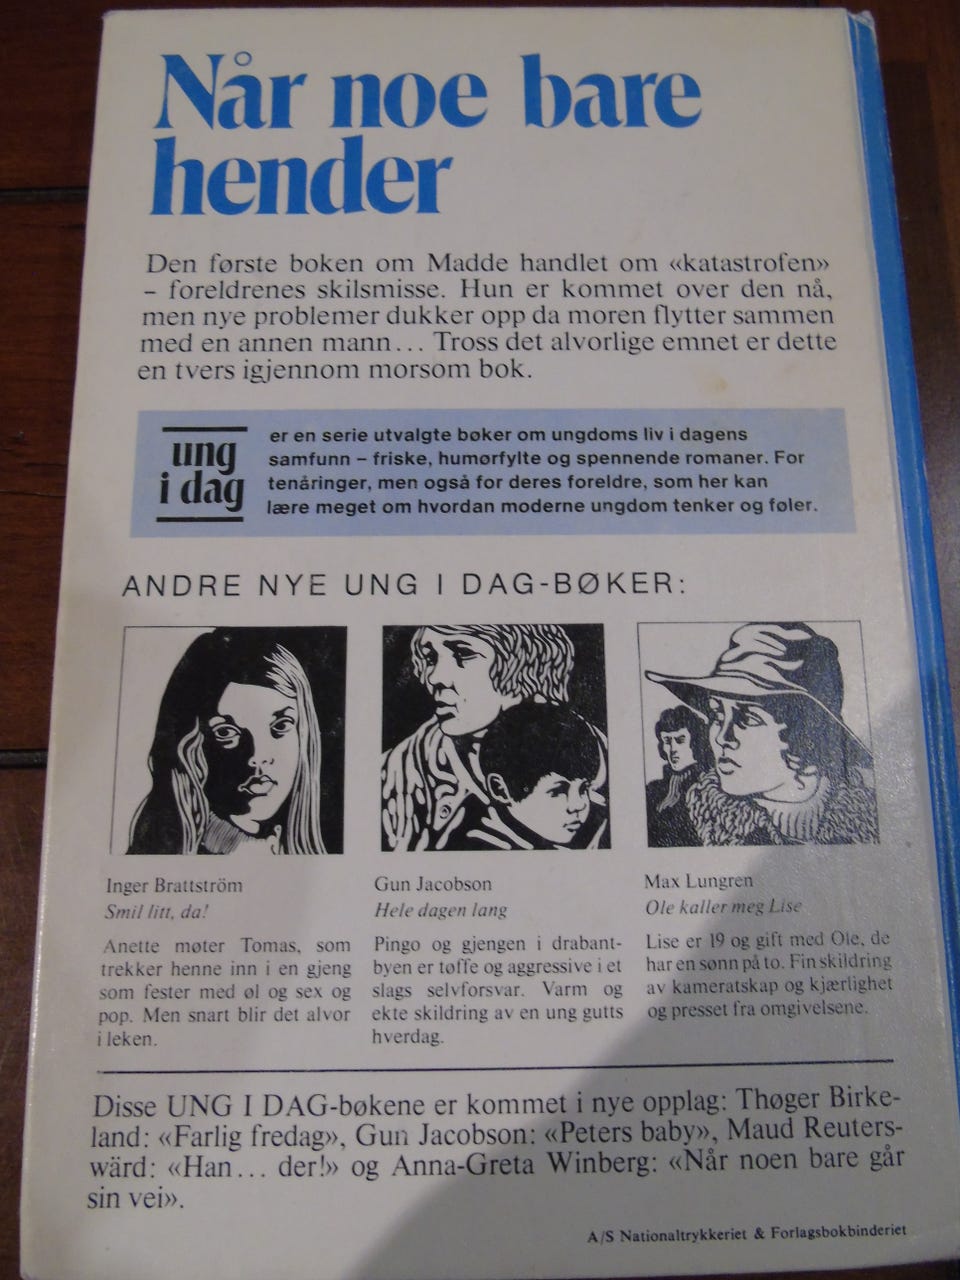 Når noe bare
hender
Den første boken om Madde handlet om «katastrofen»
– foreldrenes skilsmisse. Hun er kommet over den nå,
men nye problemer dukker opp da moren flytter sammen
med en annen mann... Tross det alvorlige emnet er dette
en tvers igjennom morsom bok.
ung
i dag
er en serie utvalgte bøker om ungdoms liv i dagens
samfunn – friske, humørfylte og spennende romaner. For
tenåringer, men også for deres foreldre, som her kan
lære meget om hvordan moderne ungdom tenker og føler.
ANDRE NYE UNG I DAG-BØKER:
Inger Brattström
Smil litt, da!
Anette møter Tomas, som
trekker henne inn i en gjeng
som fester med øl og sex og
pop. Men snart blir det alvor
i leken.
Gun Jacobson
Hele dagen lang
Pingo og gjengen i drabant-
byen er tøffe og aggressive i et
slags selvforsvar. Varm og
ekte skildring av en ung gutts
hverdag.
Max Lungren
Ole kaller meg Lise
Lise er 19 og gift med Ole, de
har en sønn på to. Fin skildring
av kameratskap og kjærlighet
og presset fra omgivelsene.
Disse UNG I DAG-bøkene er kommet i nye opplag: Thøger Birke-
land: «Farlig fredag», Gun Jacobson: «Peters baby», Maud Reuters-
wärd: «Han... der!» og Anna-Greta Winberg: «Når noen bare går
sin vei».
A/S Nationaltrykkeriet & Forlagsbokbinderiet